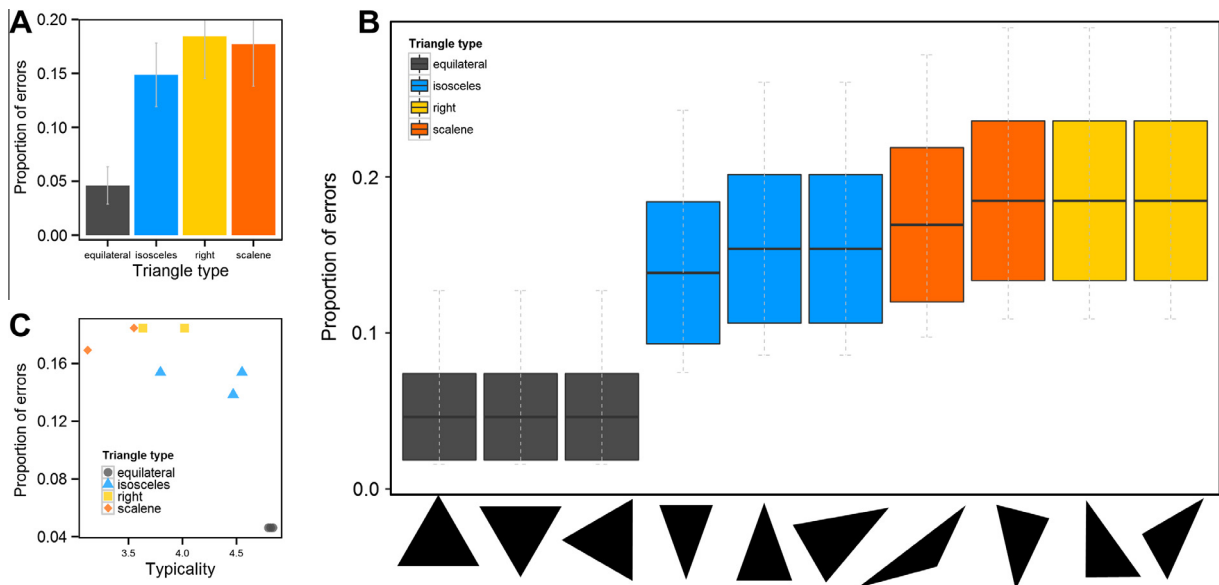 A
Proportion of errors
0.20
0.15
0.10
0.05
0.00
equilateral isosceles right scalene
Triangle type
B
Proportion of errors
0.2
0.1
0.0
Triangle type
equilateral
isosceles
right
scalene
C
Proportion of errors
0.16
0.12
0.08
0.04
Triangle type
equilateral
isosceles
right
scalene
3.5 4.0 4.5
Typicality